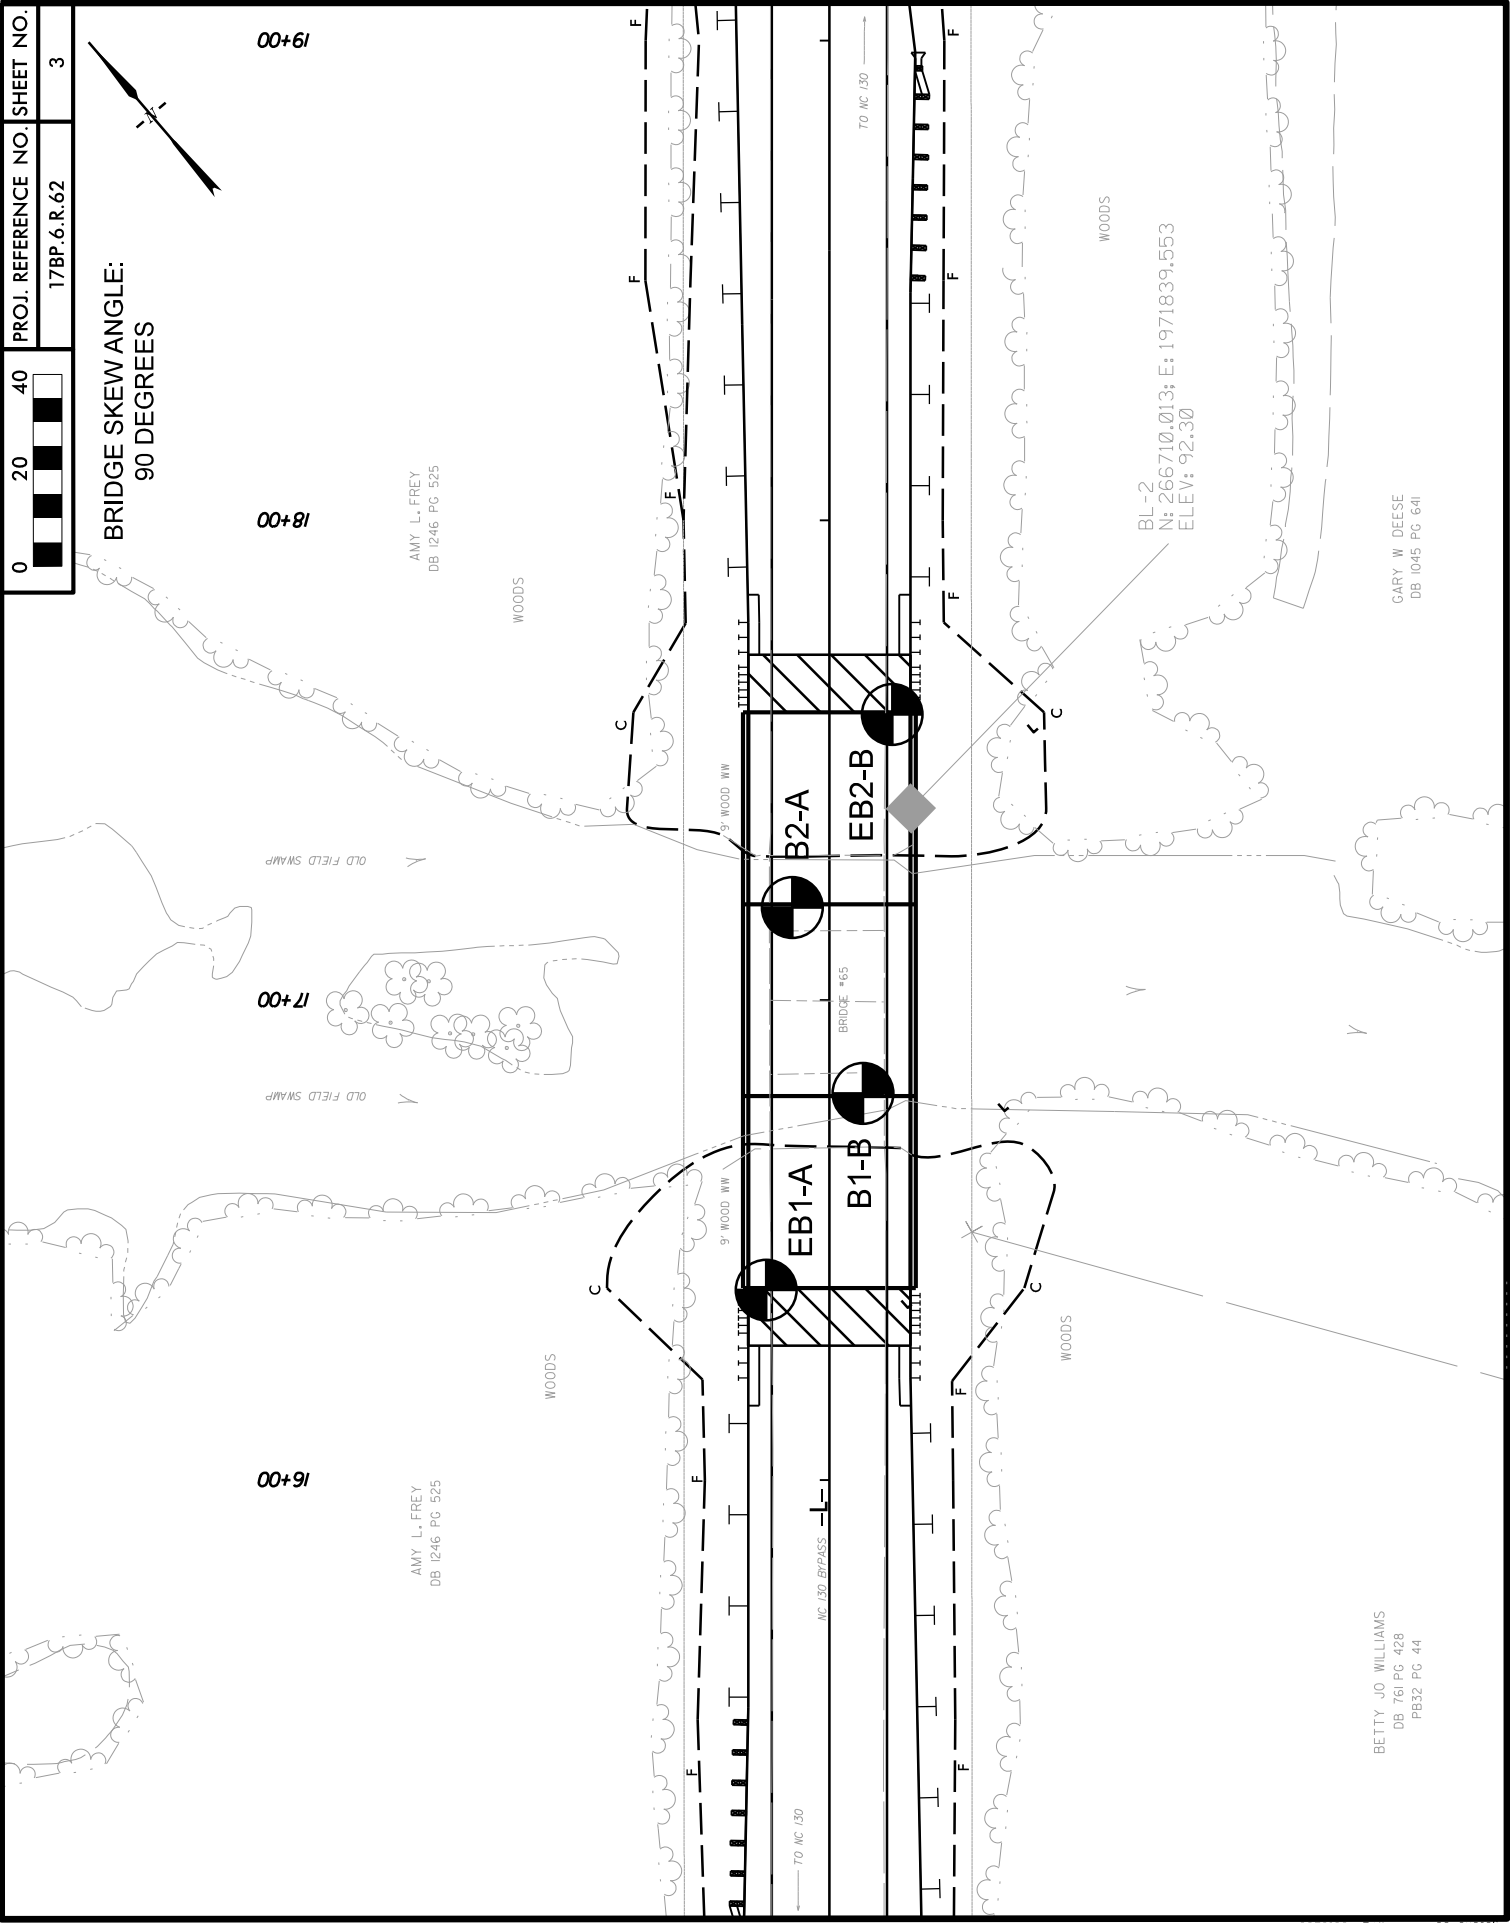 PROJ. REFERENCE NO.
SHEET NO.
17BP.6.R.62
3
0
20
40
BRIDGE SKEW ANGLE:
90 DEGREES
N
19+00
18+00
17+00
16+00
AMY L. FREY
DB 1246 PG 525
WOODS
OLD FIELD SWAMP
OLD FIELD SWAMP
WOODS
AMY L. FREY
DB 1246 PG 525
F
F
F
C
C
F
F
9' WOOD WW
9' WOOD WW
TO NC 130
B2-A
EB2-B
BRIDGE #65
EB1-A
B1-B
-L-
NC 130 BYPASS
TO NC 130
F
F
F
C
C
F
F
WOODS
BL-2
N: 266710.013; E: 1971839.553
ELEV: 92.30
GARY W DEESE
DB 1045 PG 641
WOODS
BETTY JO WILLIAMS
DB 761 PG 428
PB32 PG 44